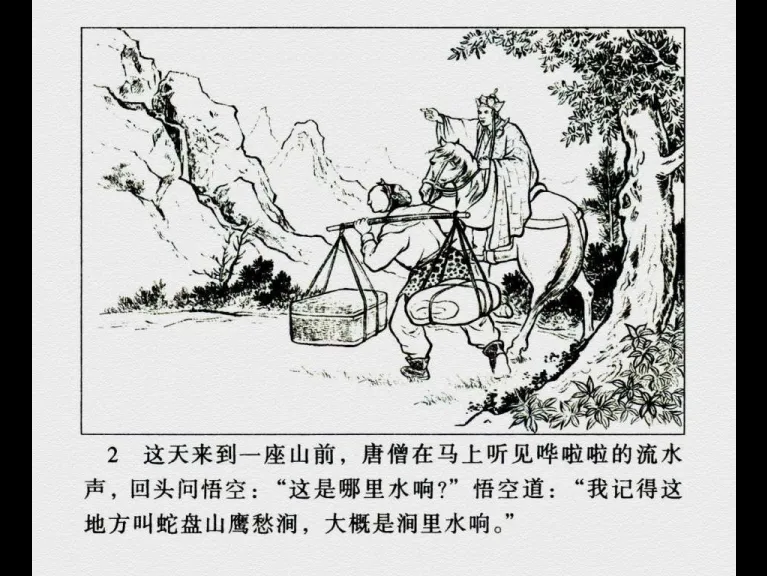 2 这天来到一座山前，唐僧在马上听见哗啦啦的流水
声，回头问悟空：“这是哪里水响?”悟空道：“我记得这
地方叫蛇盘山鹰愁涧，大概是涧里水响。”